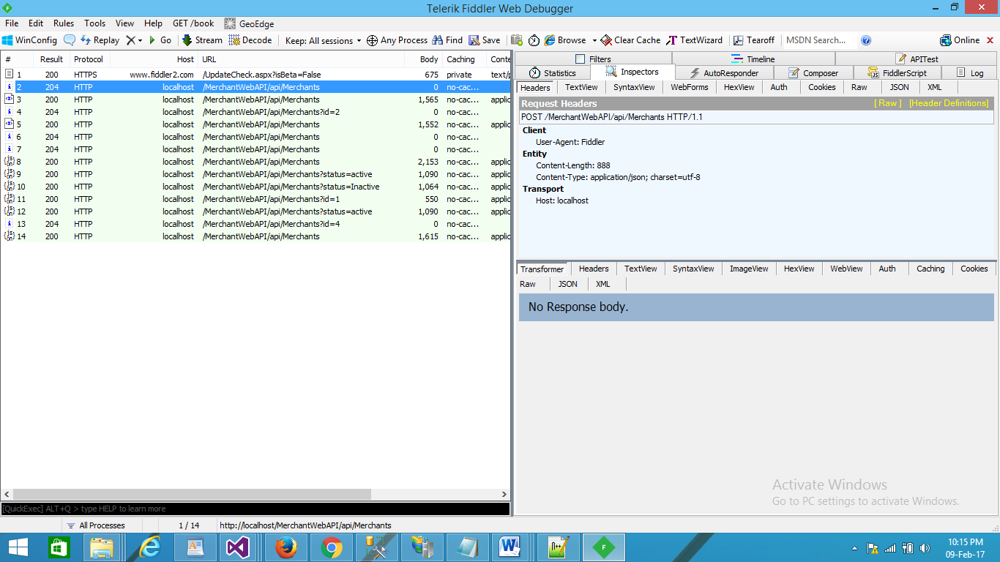 Telerik Fiddler Web Debugger
File Edit Rules Tools View Help GET /book GeoEdge
WinConfig Replay Go Stream Decode Keep: All sessions Any Process Find Save Browse Clear Cache TextWizard Tearoff MSDN Search... Online
# Result Protocol Host URL Body Caching Conte
1 200 HTTPS www.fiddler2.com /UpdateCheck.aspx?isBeta=False 675 private text/p
2 204 HTTP localhost /MerchantWebAPI/api/Merchants 0 no-cac...
3 200 HTTP localhost /MerchantWebAPI/api/Merchants 1,565 no-cac... applic
4 204 HTTP localhost /MerchantWebAPI/api/Merchants?id=2 0 no-cac...
5 200 HTTP localhost /MerchantWebAPI/api/Merchants 1,552 no-cac... applic
6 204 HTTP localhost /MerchantWebAPI/api/Merchants 0 no-cac...
7 204 HTTP localhost /MerchantWebAPI/api/Merchants 0 no-cac...
8 200 HTTP localhost /MerchantWebAPI/api/Merchants 2,153 no-cac... applic
9 200 HTTP localhost /MerchantWebAPI/api/Merchants?status=active 1,090 no-cac... applic
10 200 HTTP localhost /MerchantWebAPI/api/Merchants?status=Inactive 1,064 no-cac... applic
11 200 HTTP localhost /MerchantWebAPI/api/Merchants?id=1 550 no-cac... applic
12 200 HTTP localhost /MerchantWebAPI/api/Merchants?status=active 1,090 no-cac... applic
13 204 HTTP localhost /MerchantWebAPI/api/Merchants?id=4 0 no-cac...
14 200 HTTP localhost /MerchantWebAPI/api/Merchants 1,615 no-cac... applic
[QuickExec] ALT+Q > type HELP to learn more
Filters Timeline APITest
Statistics Inspectors AutoResponder Composer FiddlerScript Log
Headers TextView SyntaxView WebForms HexView Auth Cookies Raw JSON XML
Request Headers [ Raw ] [Header Definitions]
POST /MerchantWebAPI/api/Merchants HTTP/1.1
Client
User-Agent: Fiddler
Entity
Content-Length: 888
Content-Type: application/json; charset=utf-8
Transport
Host: localhost
Transformer Headers TextView SyntaxView ImageView HexView WebView Auth Caching Cookies
Raw JSON XML
No Response body.
Activate Windows
Go to PC settings to activate Windows.
All Processes 1 / 14 http://localhost/MerchantWebAPI/api/Merchants
10:15 PM
09-Feb-17